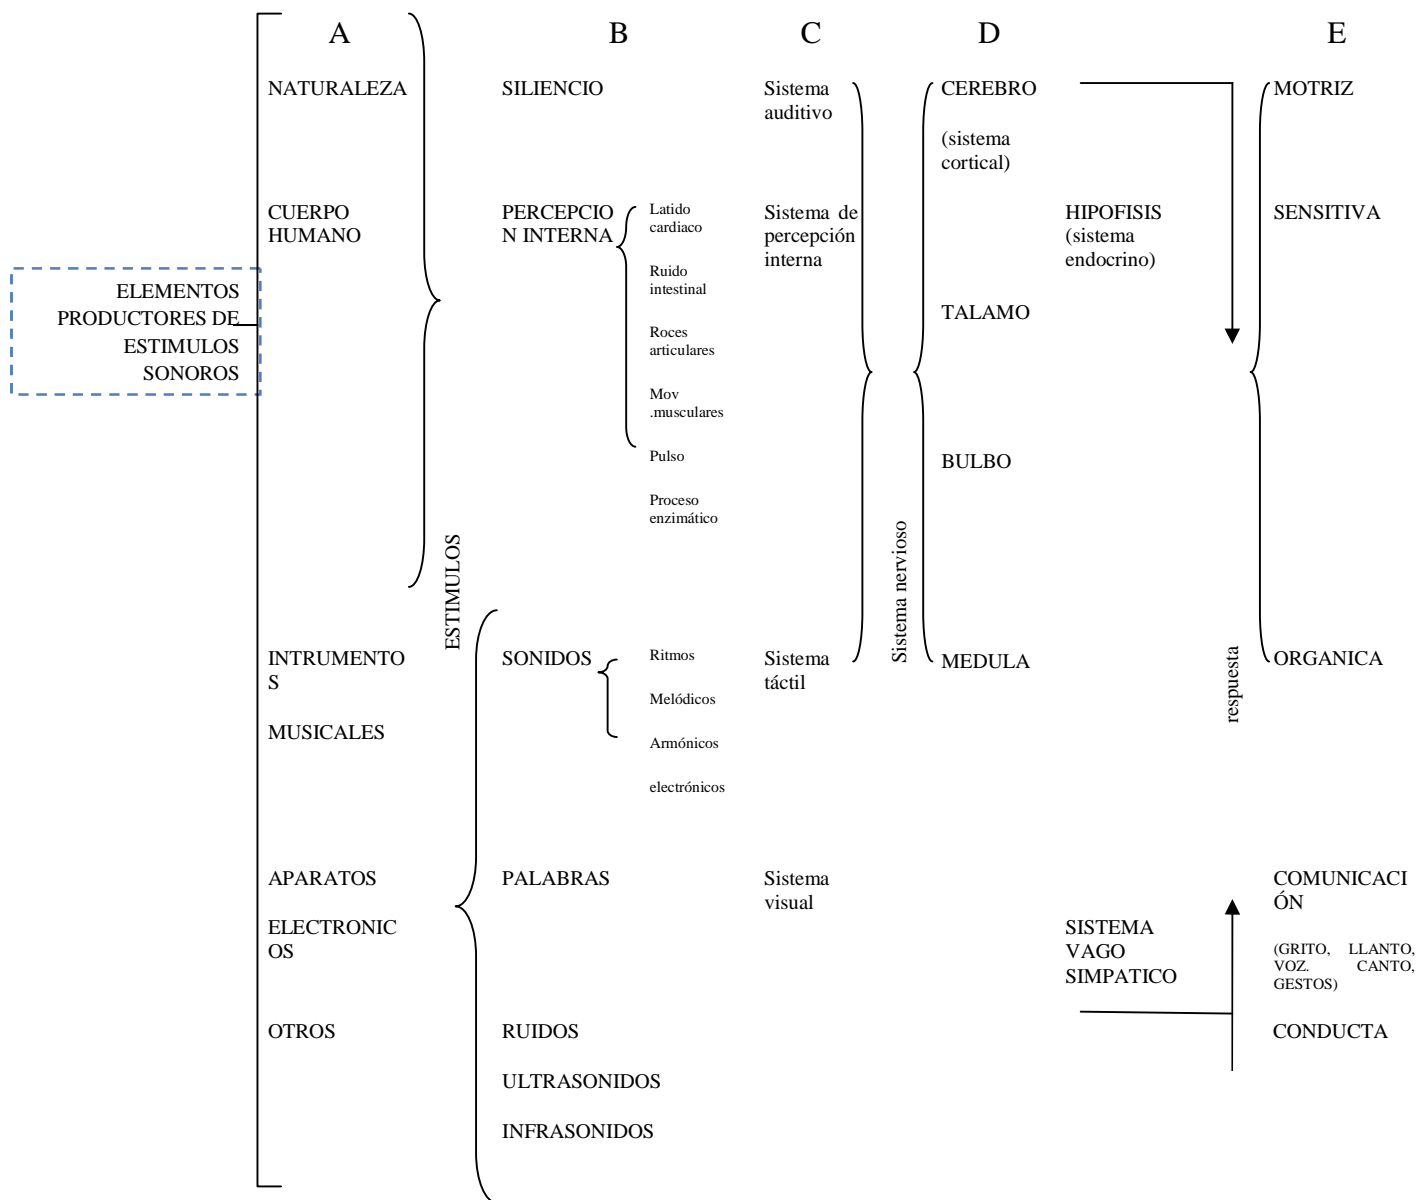 A
B
C
D
E
NATURALEZA
SILIENCIO
Sistema
auditivo
CEREBRO
(sistema
cortical)
MOTRIZ
CUERPO
HUMANO
PERCEPCIO
N INTERNA
Latido
cardiaco
Ruido
intestinal
Roces
articulares
Mov
.musculares
Pulso
Proceso
enzimático
Sistema de
percepción
interna
HIPOFISIS
(sistema
endocrino)
SENSITIVA
ELEMENTOS
PRODUCTORES DE
ESTIMULOS
SONOROS
TALAMO
BULBO
ESTIMULOS
Sistema nervioso
INTRUMENTO
S
MUSICALES
SONIDOS
Ritmos
Melódicos
Armónicos
electrónicos
Sistema
táctil
MEDULA
respuesta
ORGANICA
APARATOS
ELECTRONIC
OS
PALABRAS
Sistema
visual
SISTEMA
VAGO
SIMPATICO
COMUNICACI
ÓN
(GRITO, LLANTO,
VOZ. CANTO,
GESTOS)
OTROS
RUIDOS
CONDUCTA
ULTRASONIDOS
INFRASONIDOS